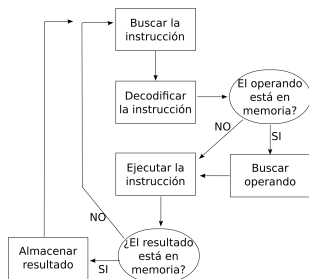 Buscar la
instrucción
Decodificar
la instrucción
El operando
está en
memoria?
NO
SI
Ejecutar la
instrucción
Buscar
operando
NO
¿El resultado
está en
memoria?
SI
Almacenar
resultado